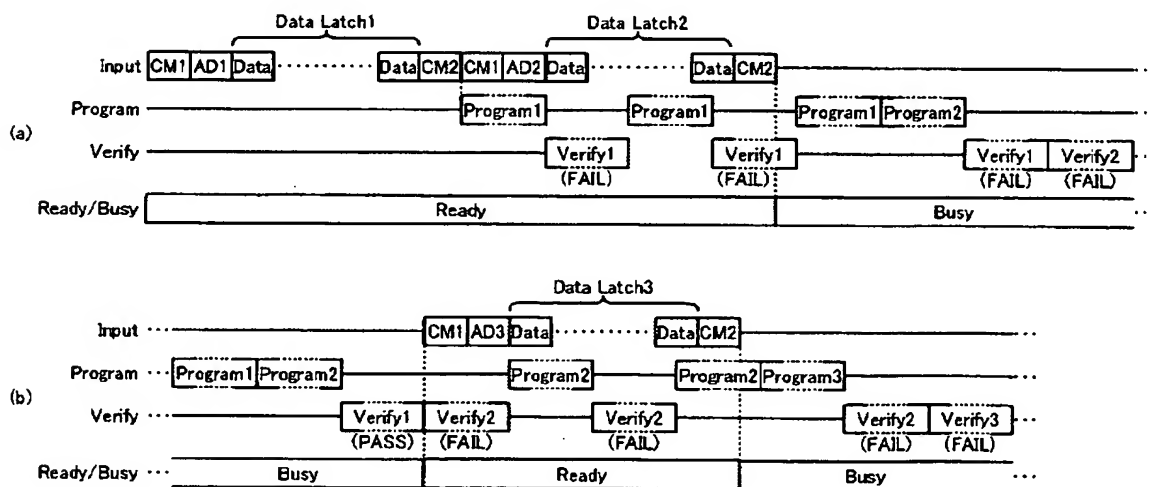 Data Latch1 Data Latch2
Input CM1 AD1 Data Data CM2 CM1 AD2 Data Data CM2
Program Program1 Program1 Program1 Program2
(a)
Verify Verify1 Verify1 Verify1 Verify2
(FAIL) (FAIL) (FAIL) (FAIL)
Ready/Busy Ready Busy
Data Latch3
Input CM1 AD3 Data Data CM2
Program Program1 Program2 Program2 Program2 Program3
(b)
Verify Verify1 Verify2 Verify2 Verify2 Verify3
(PASS) (FAIL) (FAIL) (FAIL) (FAIL)
Ready/Busy Busy Ready Busy